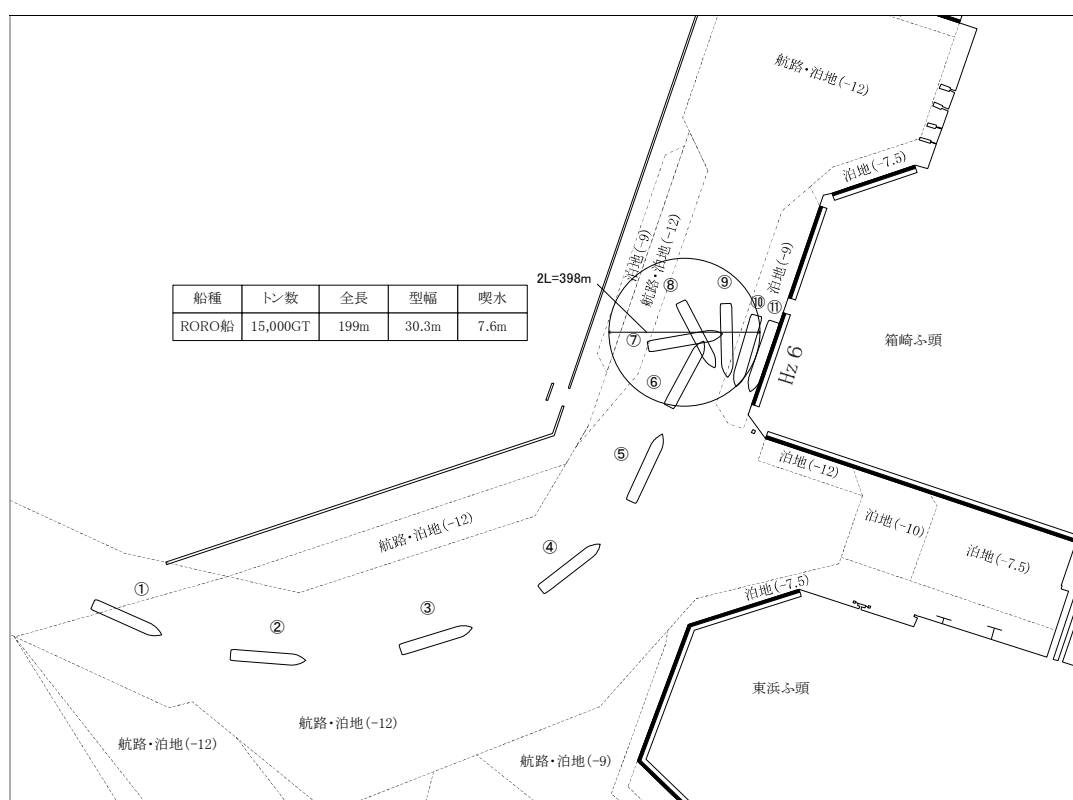 航路・泊地(-12)
泊地(-7.5)
泊地(-9)
航路・泊地(-12)
泊地(-9)
2L=398m
船種 トン数 全長 型幅 喫水
RORO船 15,000GT 199m 30.3m 7.6m
⑨
⑧
⑩
⑪
⑦
⑥
Hz 6
箱崎ふ頭
⑤
泊地(-12)
泊地(-10)
泊地(-7.5)
航路・泊地(-12)
④
①
②
③
泊地(-7.5)
東浜ふ頭
航路・泊地(-12)
航路・泊地(-12)
航路・泊地(-9)